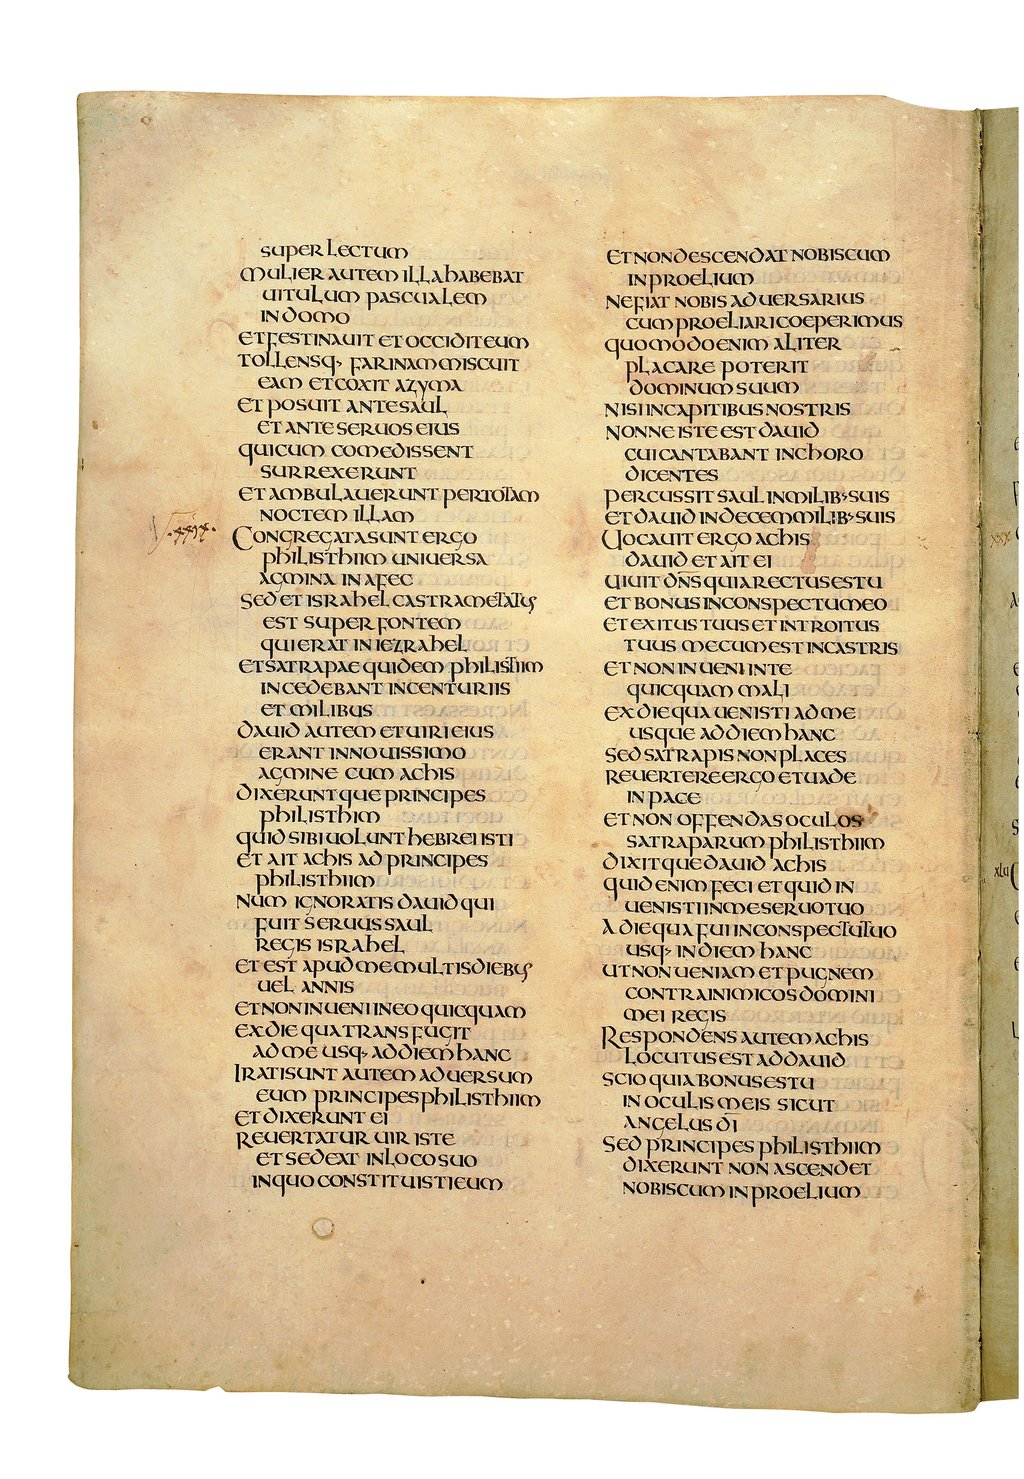 super lectum
mulier autem illa habebat
uitulum pascualem
in domo
et festinauit et occidit eum
tollensq· farinam miscuit
eam et coxit azyma
et posuit ante saul
et ante seruos eius
qui cum comedissent
surrexerunt
et ambulauerunt per totam
noctem illam
Congregata sunt ergo
philisthiim uniuersa
agmina in afec
sed et israhel castrametatus
est super fontem
qui erat in iezrahel
et satrapae quidem philisthiim
incedebant in centuriis
et milibus
dauid autem et uiri eius
erant in nouissimo
agmine cum achis
dixeruntque principes
philisthim
quid sibi uolunt hebrei isti
et ait achis ad principes
philisthiim
num ignoratis dauid qui
fuit seruus saul
regis israhel
et est apud me multis diebus
uel annis
et non inueni in eo quicquam
ex die qua transfugit
ad me usq· ad diem hanc
Irati sunt autem aduersum
eum principes philisthiim
et dixerunt ei
reuertatur uir iste
et sedeat in loco suo
in quo constituisti eum
et non descendat nobiscum
in proelium
ne fiat nobis aduersarius
cum proeliari coeperimus
quomodo enim aliter
placare poterit
dominum suum
nisi in capitibus nostris
nonne iste est dauid
cui cantabant in choro
dicentes
percussit saul in milib· suis
et dauid in decem milib· suis
Uocauit ergo achis
dauid et ait ei
uiuit dn̄s quia rectus es tu
et bonus in conspectu meo
et exitus tuus et introitus
tuus mecum est in castris
et non inueni in te
quicquam mali
ex die qua uenisti ad me
usque ad diem hanc
sed satrapis non places
reuertere ergo et uade
in pace
et non offendas oculos
satraparum philisthiim
dixitque dauid achis
quid enim feci et quid in
uenisti in me seruo tuo
a die qua fui in conspectu tuo
usq· in diem hanc
ut non ueniam et pugnem
contra inimicos domini
mei regis
Respondens autem achis
locutus est ad dauid
scio quia bonus es tu
in oculis meis sicut
angelus dī
sed principes philisthiim
dixerunt non ascendet
nobiscum in proelium